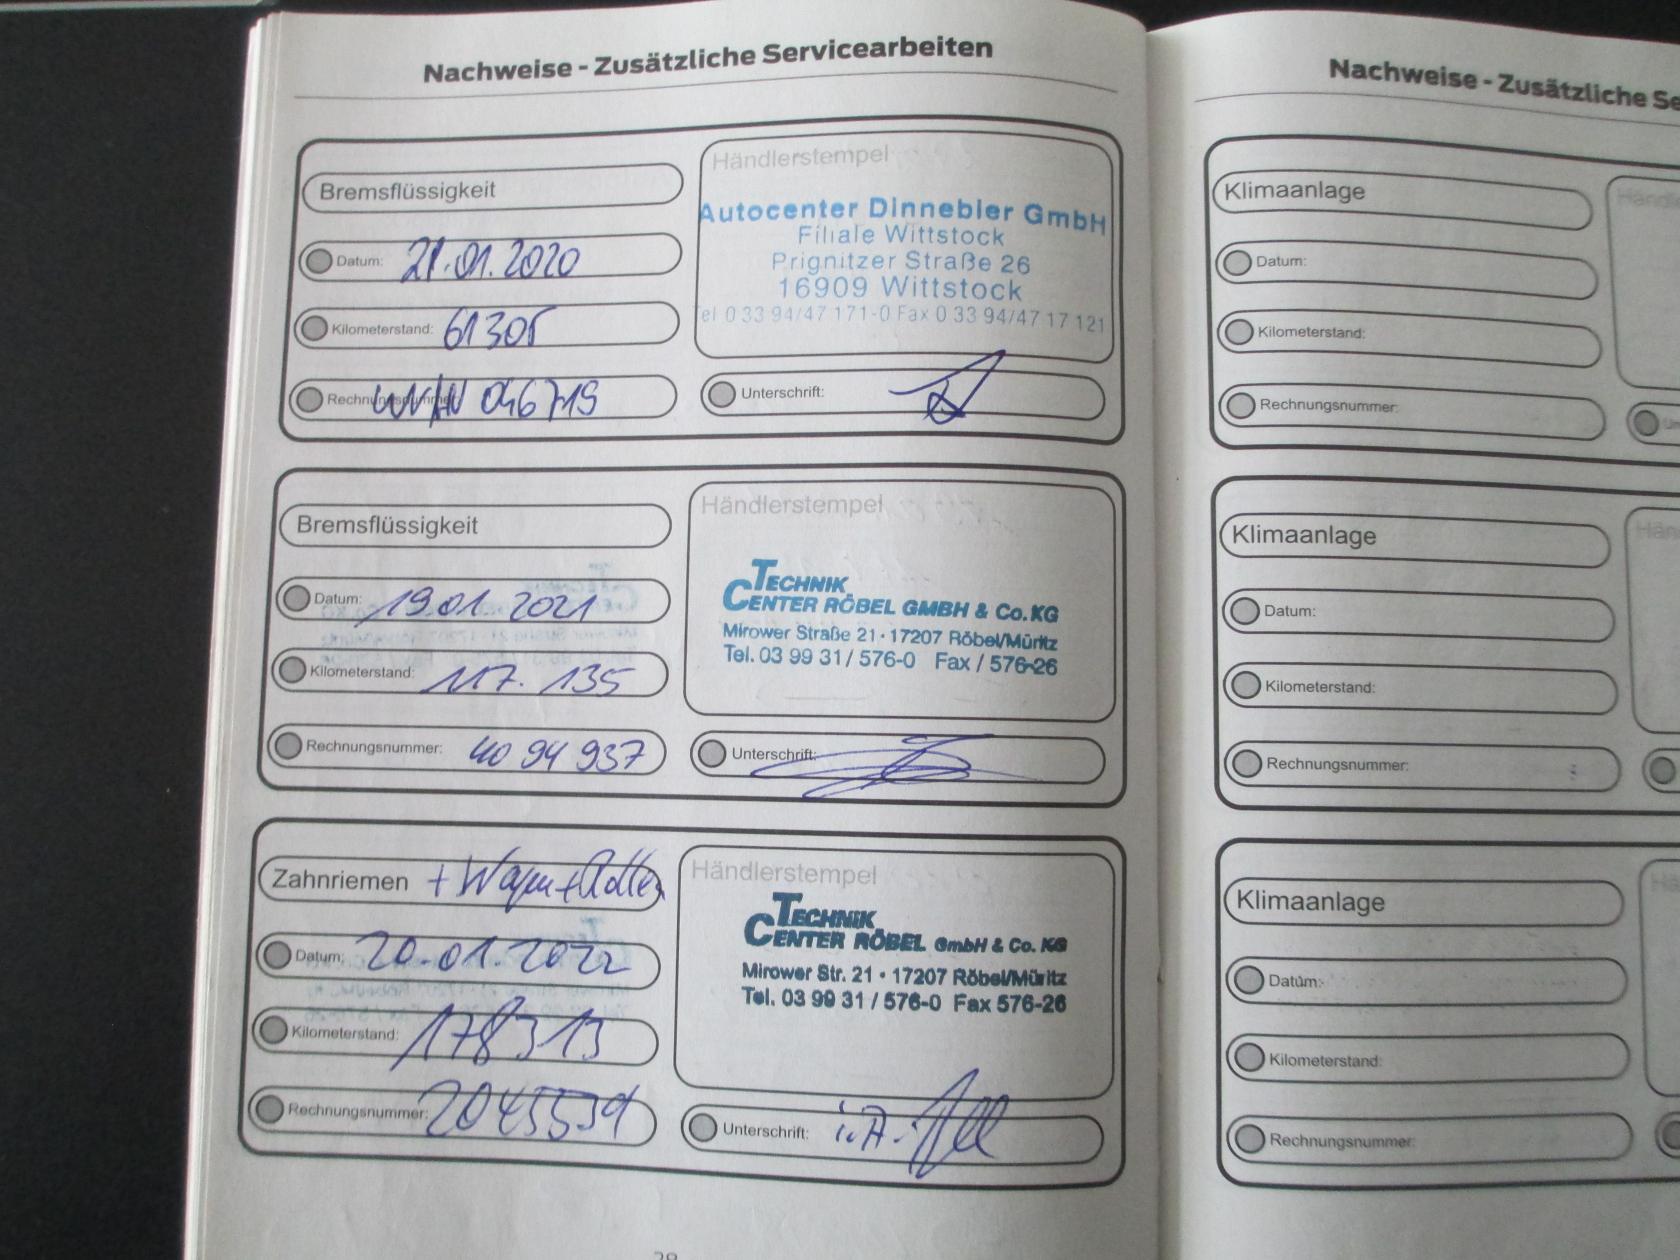 Nachweise - Zusätzliche Servicearbeiten
Bremsflüssigkeit
Datum: 21.01.2020
Kilometerstand: 61305
Rechnungsnummer: 046719
Händlerstempel
Autocenter Dinnebier GmbH
Filiale Wittstock
Prignitzer Straße 26
16909 Wittstock
Tel 0 33 94/47 171-0 Fax 0 33 94/47 17 121
Unterschrift:
Bremsflüssigkeit
Datum: 19.01.2021
Kilometerstand: 117.135
Rechnungsnummer: 40 94 937
Händlerstempel
TECHNIK
CENTER RÖBEL GMBH & CO. KG
Mirower Straße 21 · 17207 Röbel/Müritz
Tel. 03 99 31 / 576-0 Fax / 576-26
Unterschrift:
Zahnriemen +
Datum: 20.01.2022
Kilometerstand: 178313
Rechnungsnummer: 2045539
Händlerstempel
TECHNIK
CENTER RÖBEL GmbH & Co. KG
Mirower Str. 21 · 17207 Röbel/Müritz
Tel. 03 99 31 / 576-0 Fax 576-26
Unterschrift: i.A.
Nachweise - Zusätzliche Se
Klimaanlage
Datum:
Kilometerstand:
Rechnungsnummer:
Klimaanlage
Datum:
Kilometerstand:
Rechnungsnummer:
Klimaanlage
Datum:
Kilometerstand:
Rechnungsnummer: